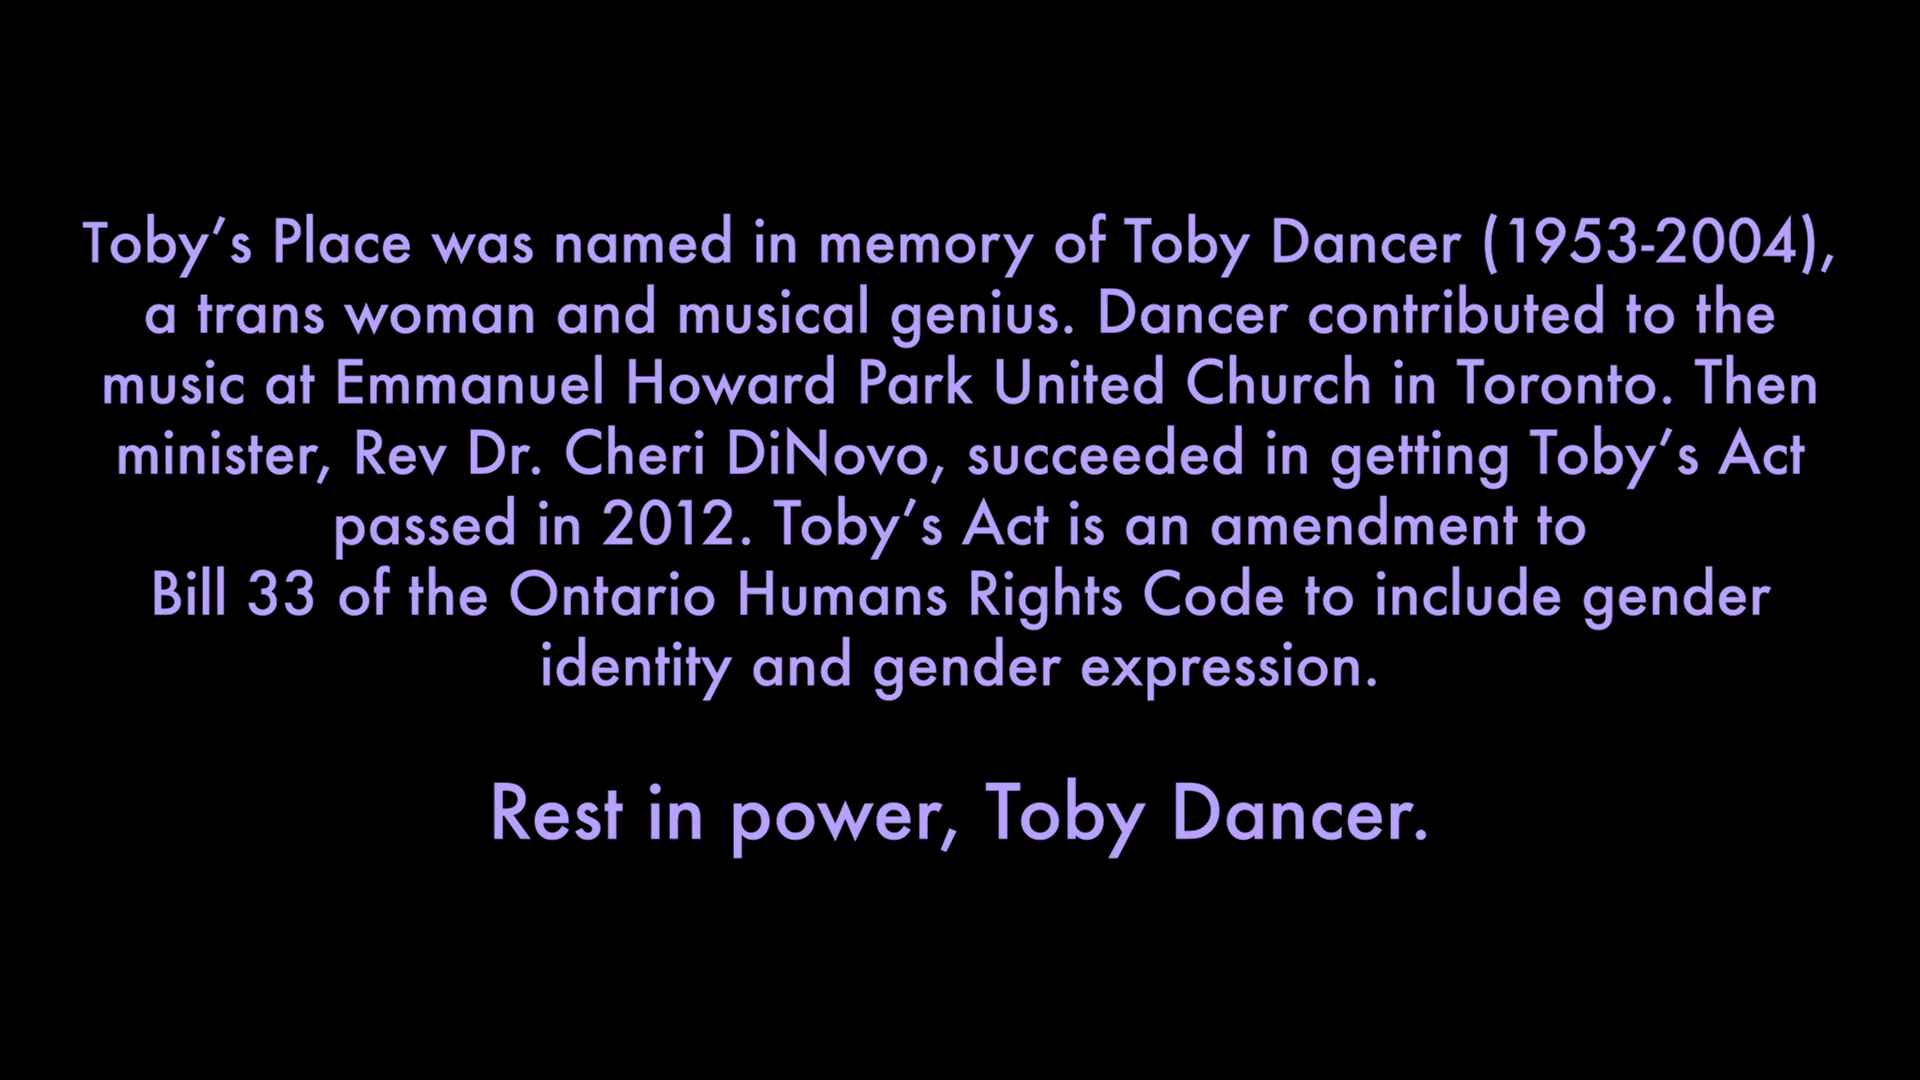 Toby’s Place was named in memory of Toby Dancer (1953-2004),
a trans woman and musical genius. Dancer contributed to the
music at Emmanuel Howard Park United Church in Toronto. Then
minister, Rev Dr. Cheri DiNovo, succeeded in getting Toby’s Act
passed in 2012. Toby’s Act is an amendment to
Bill 33 of the Ontario Humans Rights Code to include gender
identity and gender expression.
Rest in power, Toby Dancer.